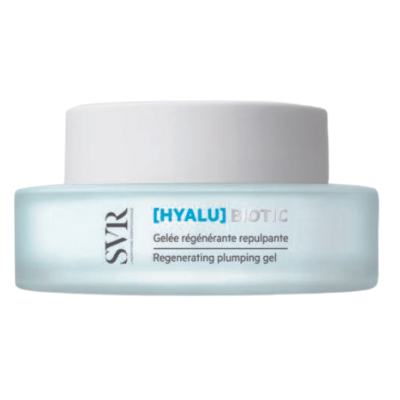 SVR
[HYALU] BIOTIC
Gelée régénérante repulpante
Regenerating plumping gel